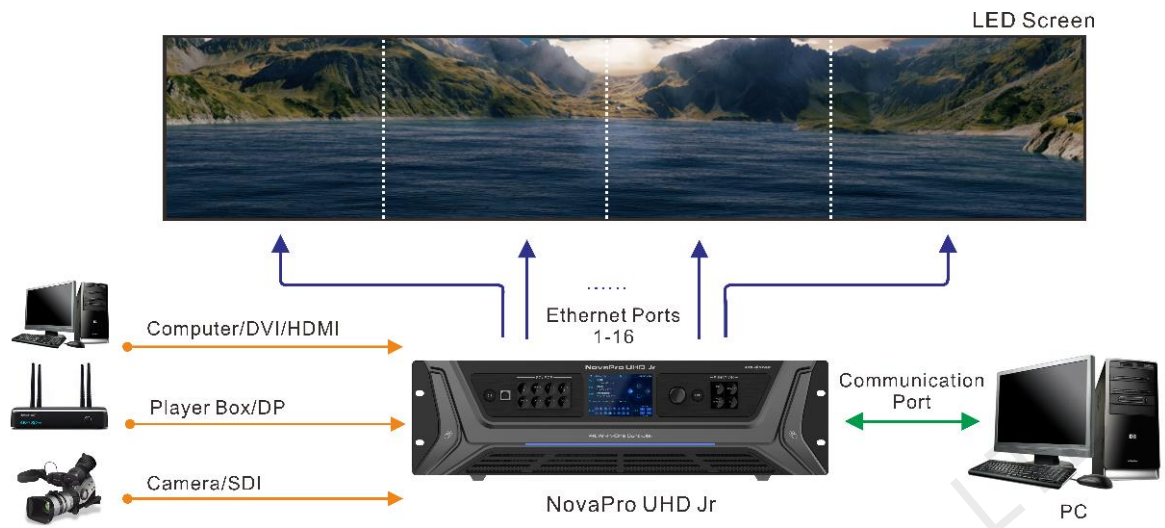 LED Screen
Ethernet Ports
1-16
Computer/DVI/HDMI
NovaPro UHD Jr
Communication
Port
Player Box/DP
Camera/SDI
NovaPro UHD Jr
PC